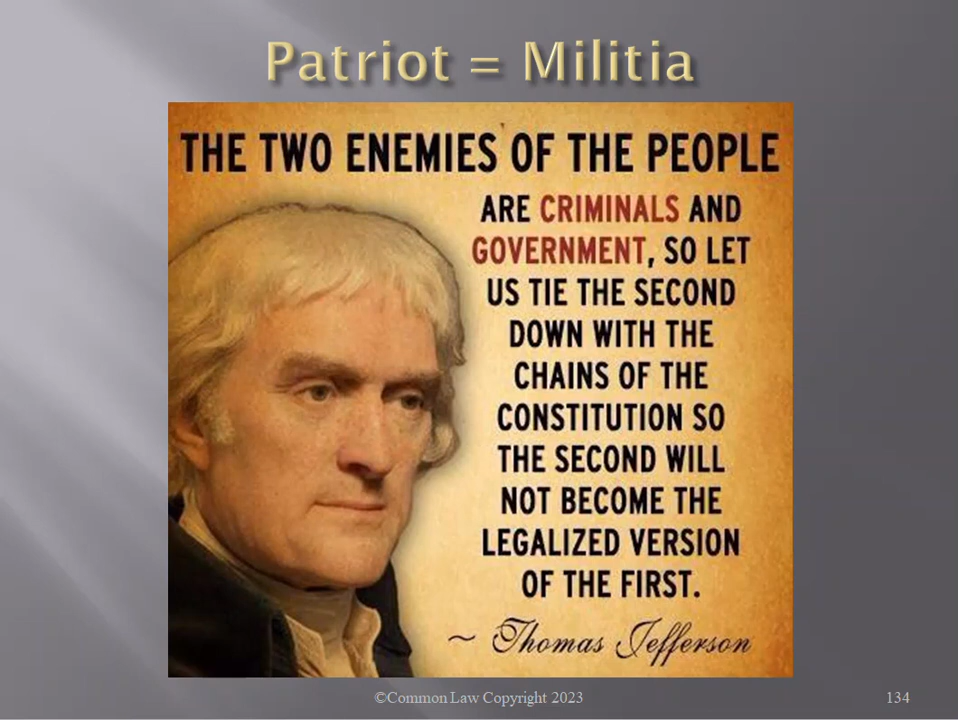 Patriot = Militia
THE TWO ENEMIES OF THE PEOPLE
ARE CRIMINALS AND
GOVERNMENT, SO LET
US TIE THE SECOND
DOWN WITH THE
CHAINS OF THE
CONSTITUTION SO
THE SECOND WILL
NOT BECOME THE
LEGALIZED VERSION
OF THE FIRST.
~ Thomas Jefferson
©Common Law Copyright 2023
134